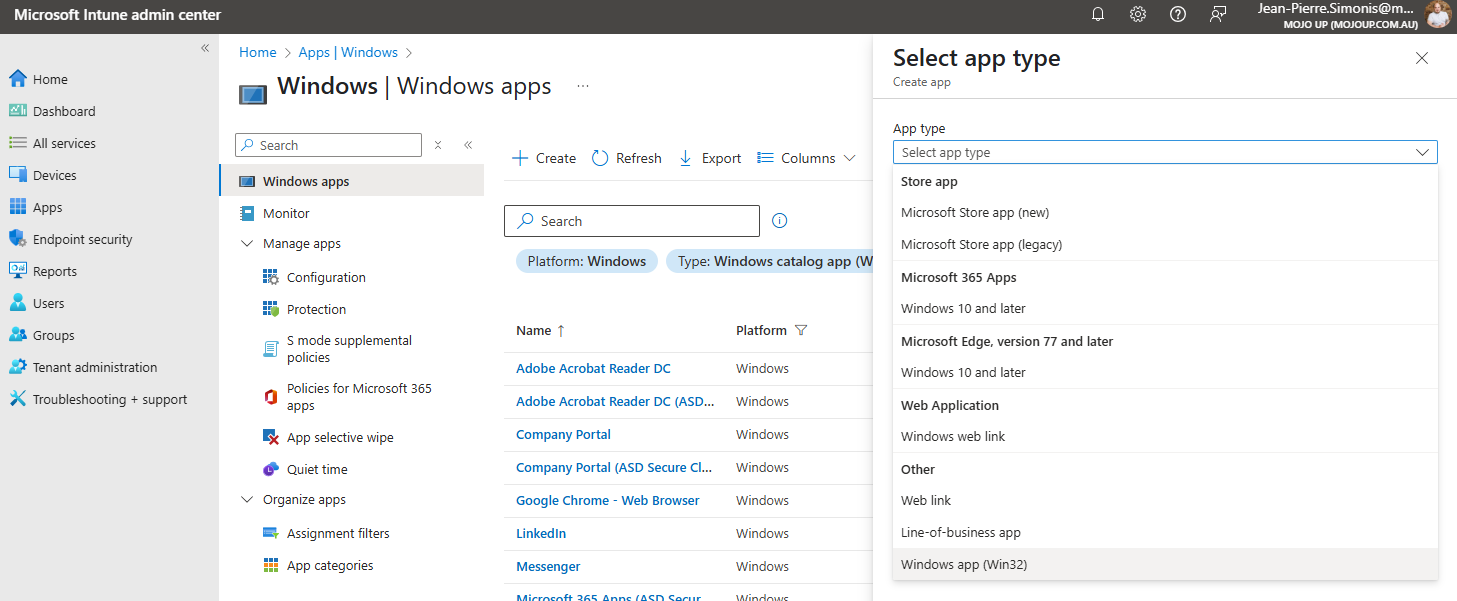 Microsoft Intune admin center
Jean-Pierre.Simonis@m...
MOJO UP (MOJOUP.COM.AU)
Home
Dashboard
All services
Devices
Apps
Endpoint security
Reports
Users
Groups
Tenant administration
Troubleshooting + support
Home > Apps | Windows >
Windows | Windows apps ...
Search
Windows apps
Monitor
Manage apps
Configuration
Protection
S mode supplemental
policies
Policies for Microsoft 365
apps
App selective wipe
Quiet time
Organize apps
Assignment filters
App categories
Create Refresh Export Columns
Search
Platform: Windows Type: Windows catalog app (W
Name ↑ Platform
Adobe Acrobat Reader DC Windows
Adobe Acrobat Reader DC (ASD... Windows
Company Portal Windows
Company Portal (ASD Secure Cl... Windows
Google Chrome - Web Browser Windows
LinkedIn Windows
Messenger Windows
Microsoft 365 Apps (ASD Secur Windows
Select app type
Create app
App type
Select app type
Store app
Microsoft Store app (new)
Microsoft Store app (legacy)
Microsoft 365 Apps
Windows 10 and later
Microsoft Edge, version 77 and later
Windows 10 and later
Web Application
Windows web link
Other
Web link
Line-of-business app
Windows app (Win32)